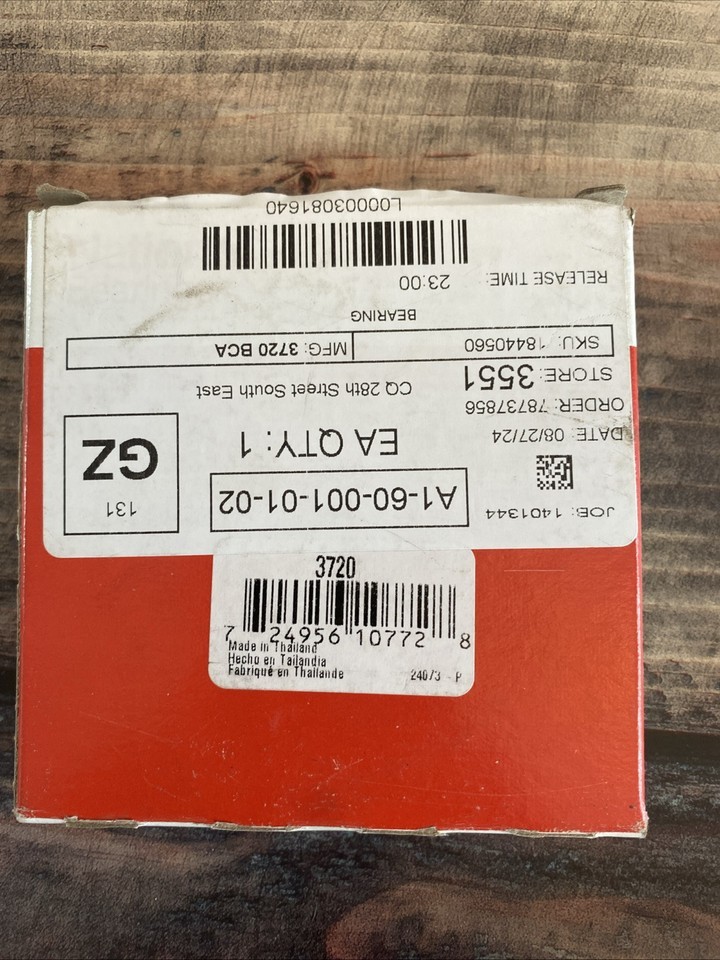 L00003081640
RELEASE TIME: 23:00
BEARING
SKU: 18440560 MFG: 3720 BCA
STORE: 3551
CQ 28th Street South East
ORDER: 78737856
DATE: 08/27/24
EA QTY: 1
GZ
131
A1-60-001-01-02
JOB: 1401344
3720
7 24956 10772 8
Made in Thailand
Hecho en Tailandia
Fabriqué en Thaïlande
24073 - P